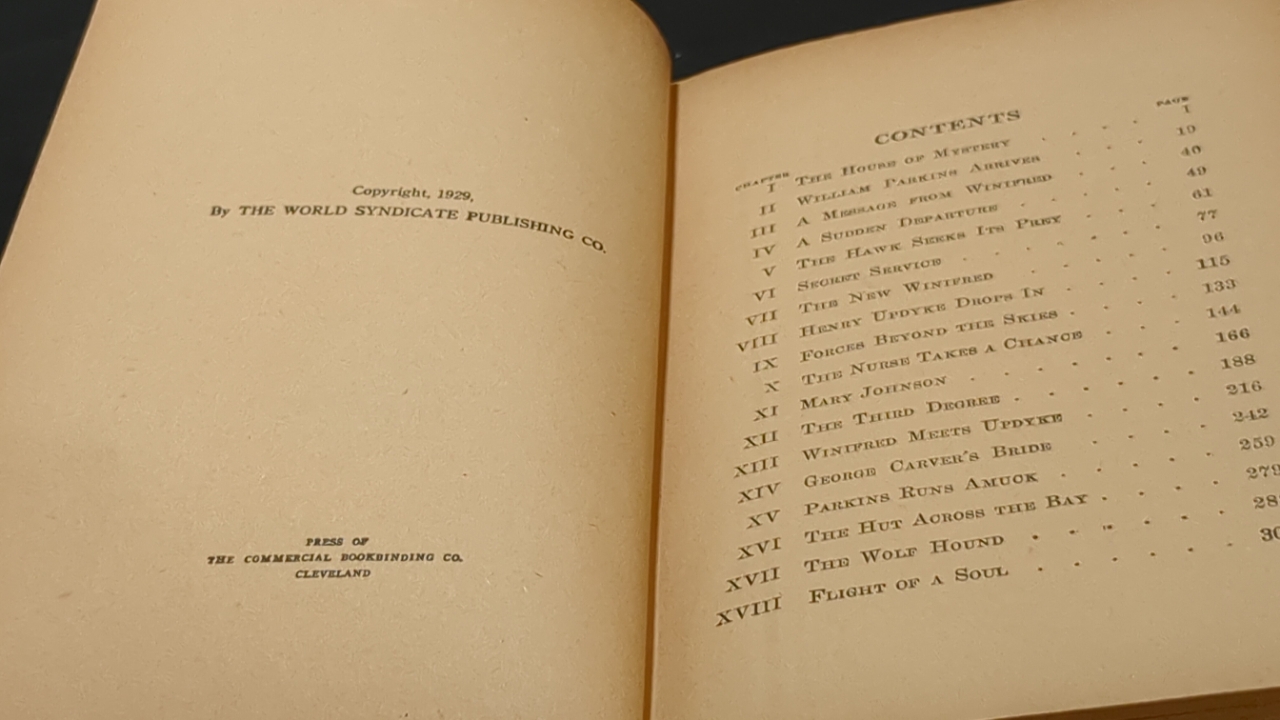 Copyright, 1929,
By THE WORLD SYNDICATE PUBLISHING CO.
PRESS OF
THE COMMERCIAL BOOKBINDING CO.
CLEVELAND
CONTENTS
CHAPTER PAGE
I THE HOUSE OF MYSTERY . . . . 1
II WILLIAM PARKINS ARRIVES . . . 19
III A MESSAGE FROM WINIFRED . . . 40
IV A SUDDEN DEPARTURE . . . . 49
V THE HAWK SEEKS ITS PREY . . . 61
VI SECRET SERVICE . . . . . 77
VII THE NEW WINIFRED . . . . 96
VIII HENRY UPDYKE DROPS IN . . . . 115
IX FORCES BEYOND THE SKIES . . . . 133
X THE NURSE TAKES A CHANCE . . . 144
XI MARY JOHNSON . . . . . . 166
XII THE THIRD DEGREE . . . . . 188
XIII WINIFRED MEETS UPDYKE . . . . 216
XIV GEORGE CARVER'S BRIDE . . . . 242
XV PARKINS RUNS AMUCK . . . . . 259
XVI THE HUT ACROSS THE BAY . . . . 279
XVII THE WOLF HOUND . . . . . . 28
XVIII FLIGHT OF A SOUL . . . . . . 30